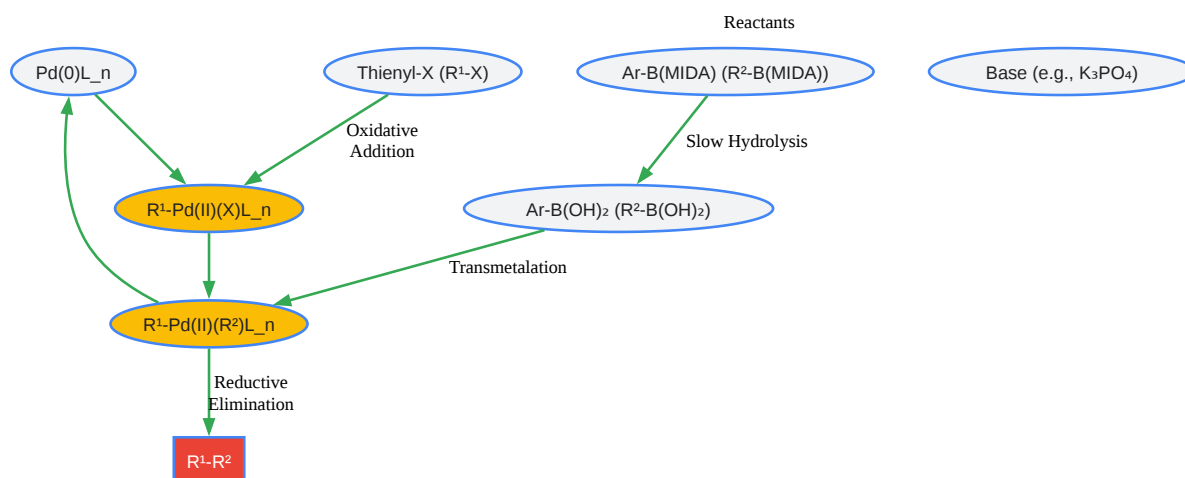 Reactants
Pd(0)L_n
Thienyl-X (R¹-X)
Ar-B(MIDA) (R²-B(MIDA))
Base (e.g., K₃PO₄)
Oxidative
Addition
Slow Hydrolysis
R¹-Pd(II)(X)L_n
Ar-B(OH)₂ (R²-B(OH)₂)
Transmetalation
R¹-Pd(II)(R²)L_n
Reductive
Elimination
R¹-R²